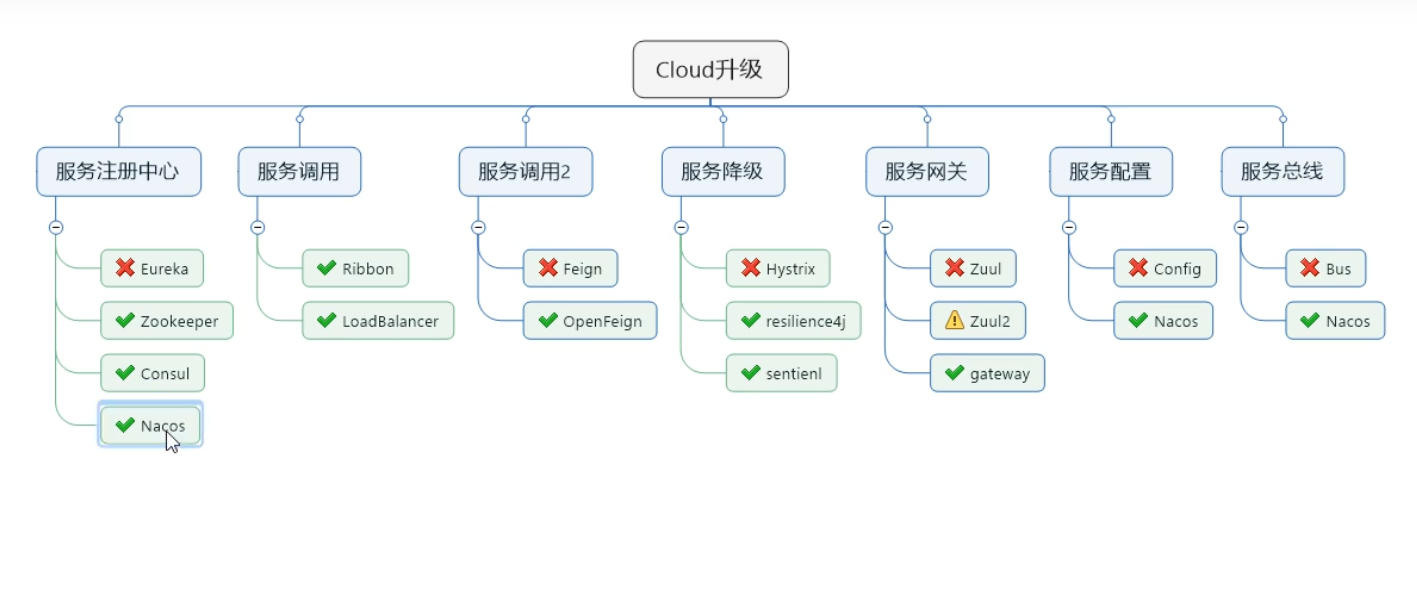 Cloud升级
服务注册中心
服务调用
服务调用2
服务降级
服务网关
服务配置
服务总线
Eureka
Zookeeper
Consul
Nacos
Ribbon
LoadBalancer
Feign
OpenFeign
Hystrix
resilience4j
sentienl
Zuul
Zuul2
gateway
Config
Nacos
Bus
Nacos